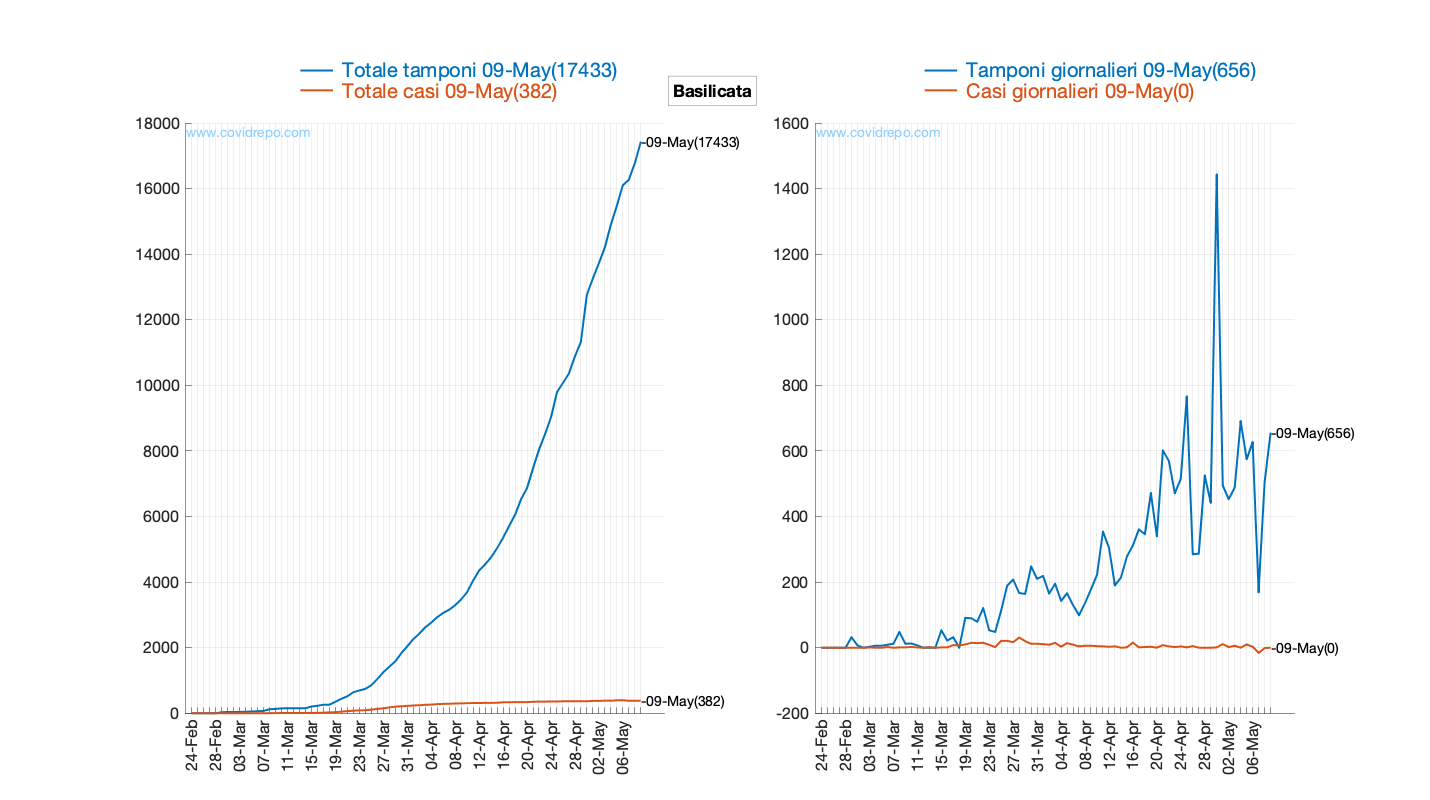 Totale tamponi 09-May(17433)
Totale casi 09-May(382)
Basilicata
Tamponi giornalieri 09-May(656)
Casi giornalieri 09-May(0)
www.covidrepo.com
18000
16000
14000
12000
10000
8000
6000
4000
2000
0
-09-May(17433)
-09-May(382)
24-Feb
28-Feb
03-Mar
07-Mar
11-Mar
15-Mar
19-Mar
23-Mar
27-Mar
31-Mar
04-Apr
08-Apr
12-Apr
16-Apr
20-Apr
24-Apr
28-Apr
02-May
06-May
www.covidrepo.com
1600
1400
1200
1000
800
600
400
200
0
-200
-09-May(656)
-09-May(0)
24-Feb
28-Feb
03-Mar
07-Mar
11-Mar
15-Mar
19-Mar
23-Mar
27-Mar
31-Mar
04-Apr
08-Apr
12-Apr
16-Apr
20-Apr
24-Apr
28-Apr
02-May
06-May